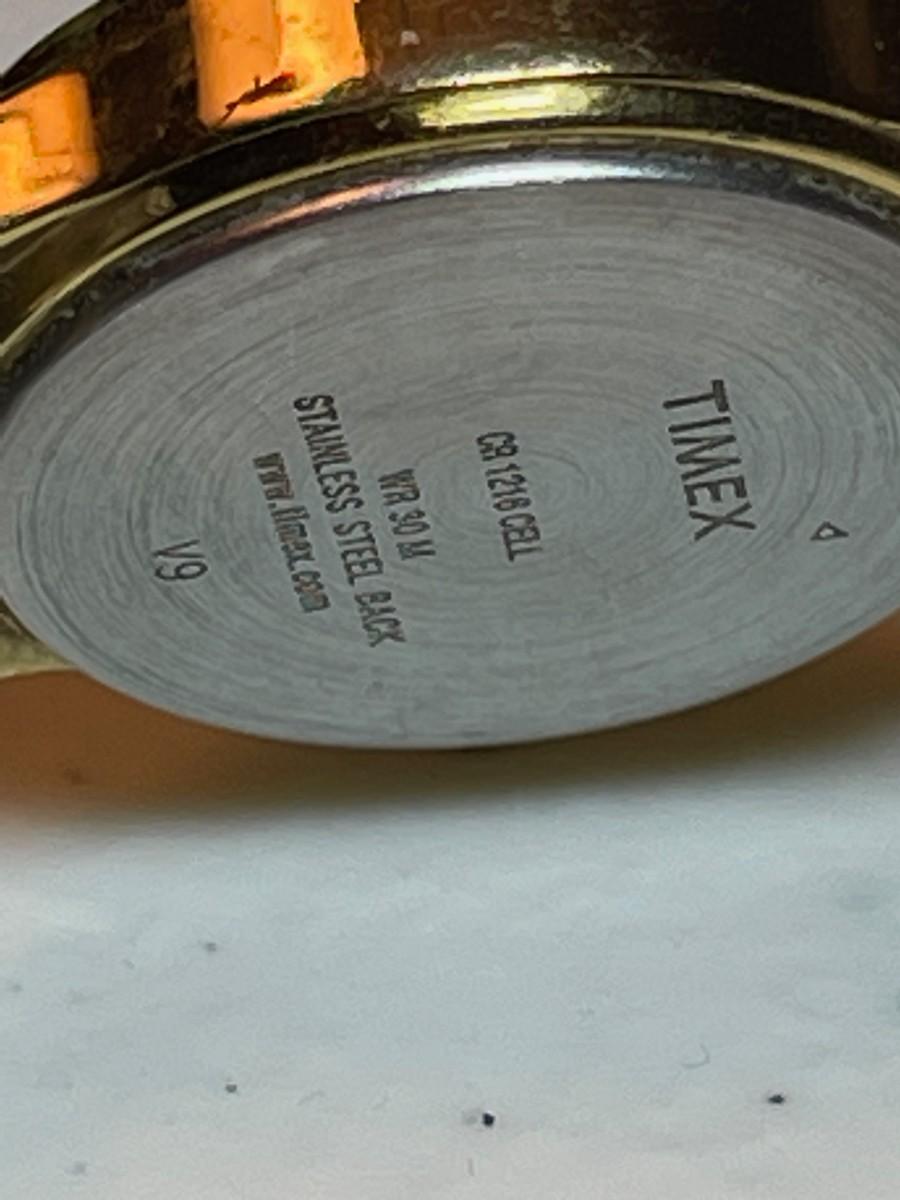 TIMEX
CR 1216 CELL
WR 30 M
STAINLESS STEEL BACK
www.timex.com
V9